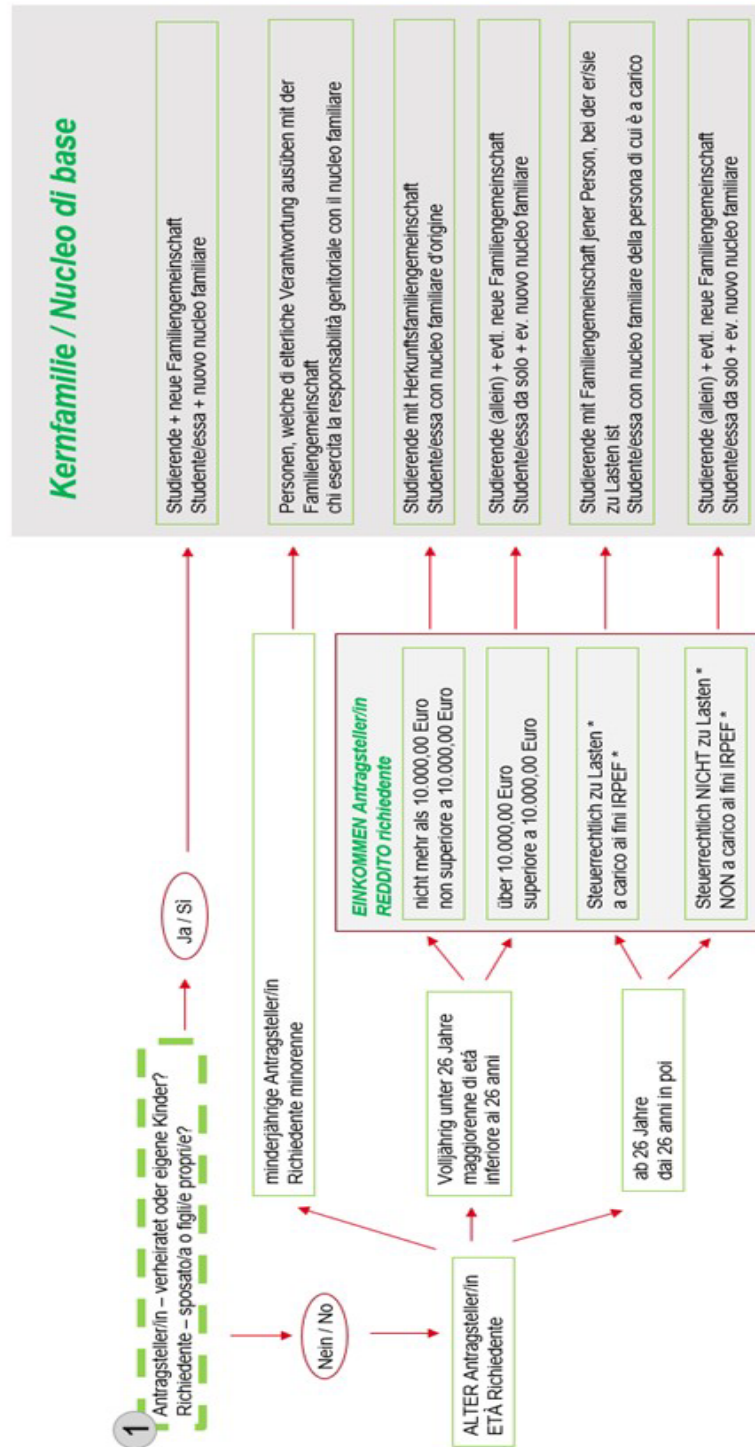 1
Antragsteller/in – verheiratet oder eigene Kinder?
Richiedente – sposato/a o figli/e propri/e?
Ja / Sì
Nein / No
ALTER Antragsteller/in
ETÀ Richiedente
minderjährige Antragsteller/in
Richiedente minorenne
Volljährig unter 26 Jahre
maggiorenne di etá
inferiore ai 26 anni
ab 26 Jahre
dai 26 anni in poi
EINKOMMEN Antragsteller/in
REDDITO richiedente
nicht mehr als 10.000,00 Euro
non superiore a 10.000,00 Euro
über 10.000,00 Euro
superiore a 10.000,00 Euro
Steuerrechtlich zu Lasten *
a carico ai fini IRPEF *
Steuerrechtlich NICHT zu Lasten *
NON a carico ai fini IRPEF *
Kernfamilie / Nucleo di base
Studierende + neue Familiengemeinschaft
Studente/essa + nuovo nucleo familiare
Personen, welche di elterliche Verantwortung ausüben mit der
Familiengemeinschaft
chi esercita la responsabilità genitoriale con il nucleo familiare
Studierende mit Herkunftsfamiliengemeinschaft
Studente/essa con nucleo familiare d'origine
Studierende (allein) + evtl. neue Familiengemeinschaft
Studente/essa da solo + ev. nuovo nucleo familiare
Studierende mit Familiengemeinschaft jener Person, bei der er/sie
zu Lasten ist
Studente/essa con nucleo familiare della persona di cui è a carico
Studierende (allein) + evtl. neue Familiengemeinschaft
Studente/essa da solo + ev. nuovo nucleo familiare